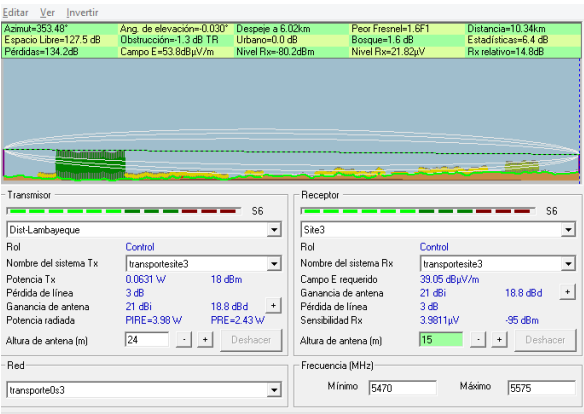 Editar Ver Invertir
Azimut=353.48° Ang. de elevación=-0.030° Despeje a 6.02km Peor Fresnel=1.6F1 Distancia=10.34km
Espacio Libre=127.5 dB Obstrucción=-1.3 dB TR Urbano=0.0 dB Bosque=1.6 dB Estadísticas=6.4 dB
Pérdidas=134.2dB Campo E=53.8dBµV/m Nivel Rx=-80.2dBm Nivel Rx=21.82µV Rx relativo=14.8dB
Transmisor
S6
Dist-Lambayeque
Rol Control
Nombre del sistema Tx transportesite3
Potencia Tx 0.0631 W 18 dBm
Pérdida de línea 3 dB
Ganancia de antena 21 dBi 18.8 dBd +
Potencia radiada PIRE=3.98 W PRE=2.43 W
Altura de antena (m) 24 - + Deshacer
Red
transporte0s3
Receptor
S6
Site3
Rol Control
Nombre del sistema Rx transportesite3
Campo E requerido 39.05 dBµV/m
Ganancia de antena 21 dBi 18.8 dBd +
Pérdida de línea 3 dB
Sensibilidad Rx 3.9811µV -95 dBm
Altura de antena (m) 15 - + Deshacer
Frecuencia (MHz)
Mínimo 5470 Máximo 5575